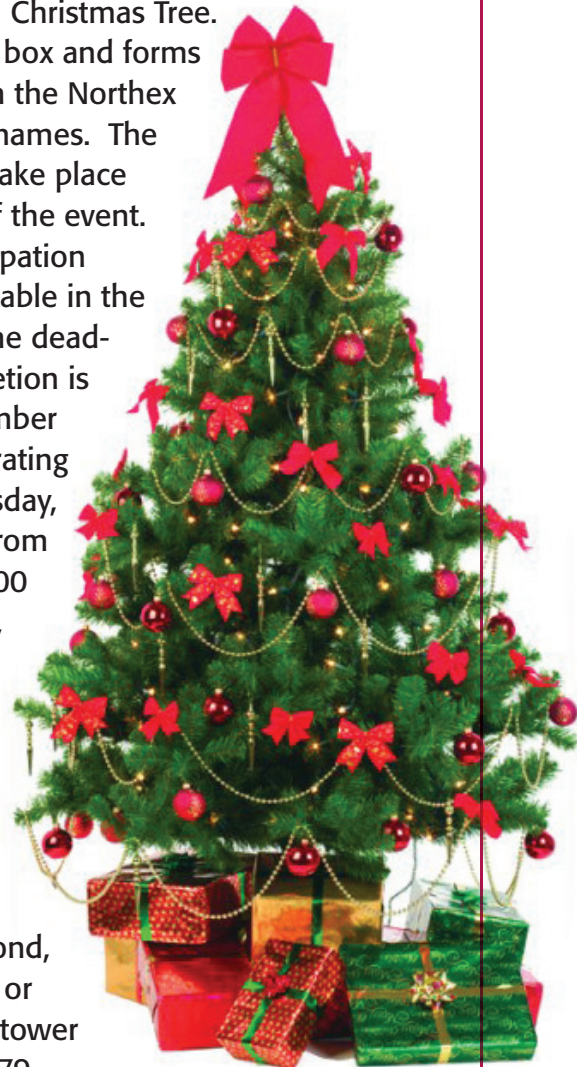 Christmas Tree.
box and forms
the Northex
names. The
take place
the event.
pation
able in the
ne dead-
etion is
nber
rating
sday,
rom
00
ond,
or
tower